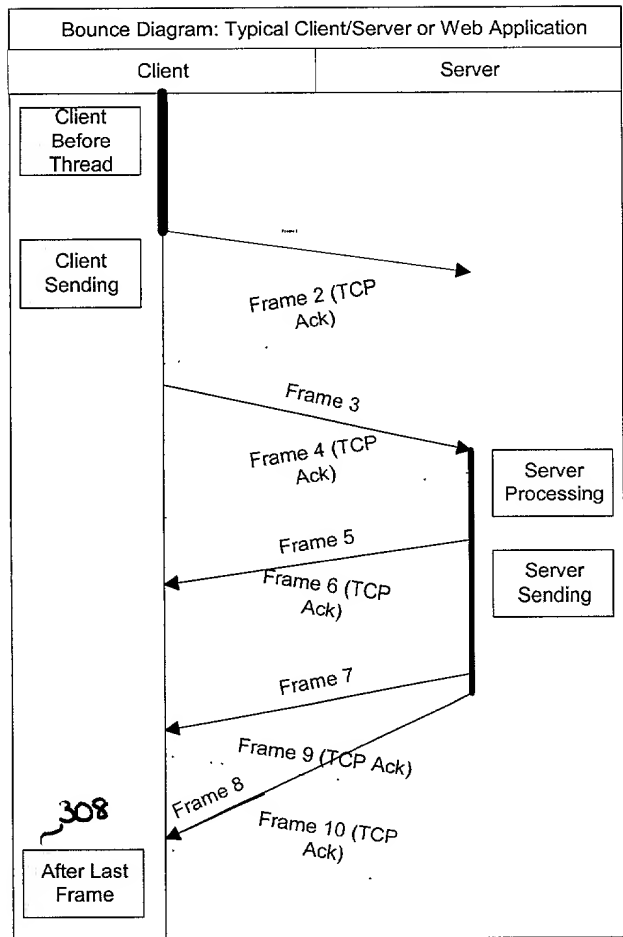 Bounce Diagram: Typical Client/Server or Web Application
Client
Server
Client
Before
Thread
Client
Sending
Frame 2 (TCP
Ack)
Frame 3
Frame 4 (TCP
Ack)
Server
Processing
Frame 5
Frame 6 (TCP
Ack)
Server
Sending
Frame 7
Frame 9 (TCP Ack)
Frame 8
308
Frame 10 (TCP
Ack)
After Last
Frame